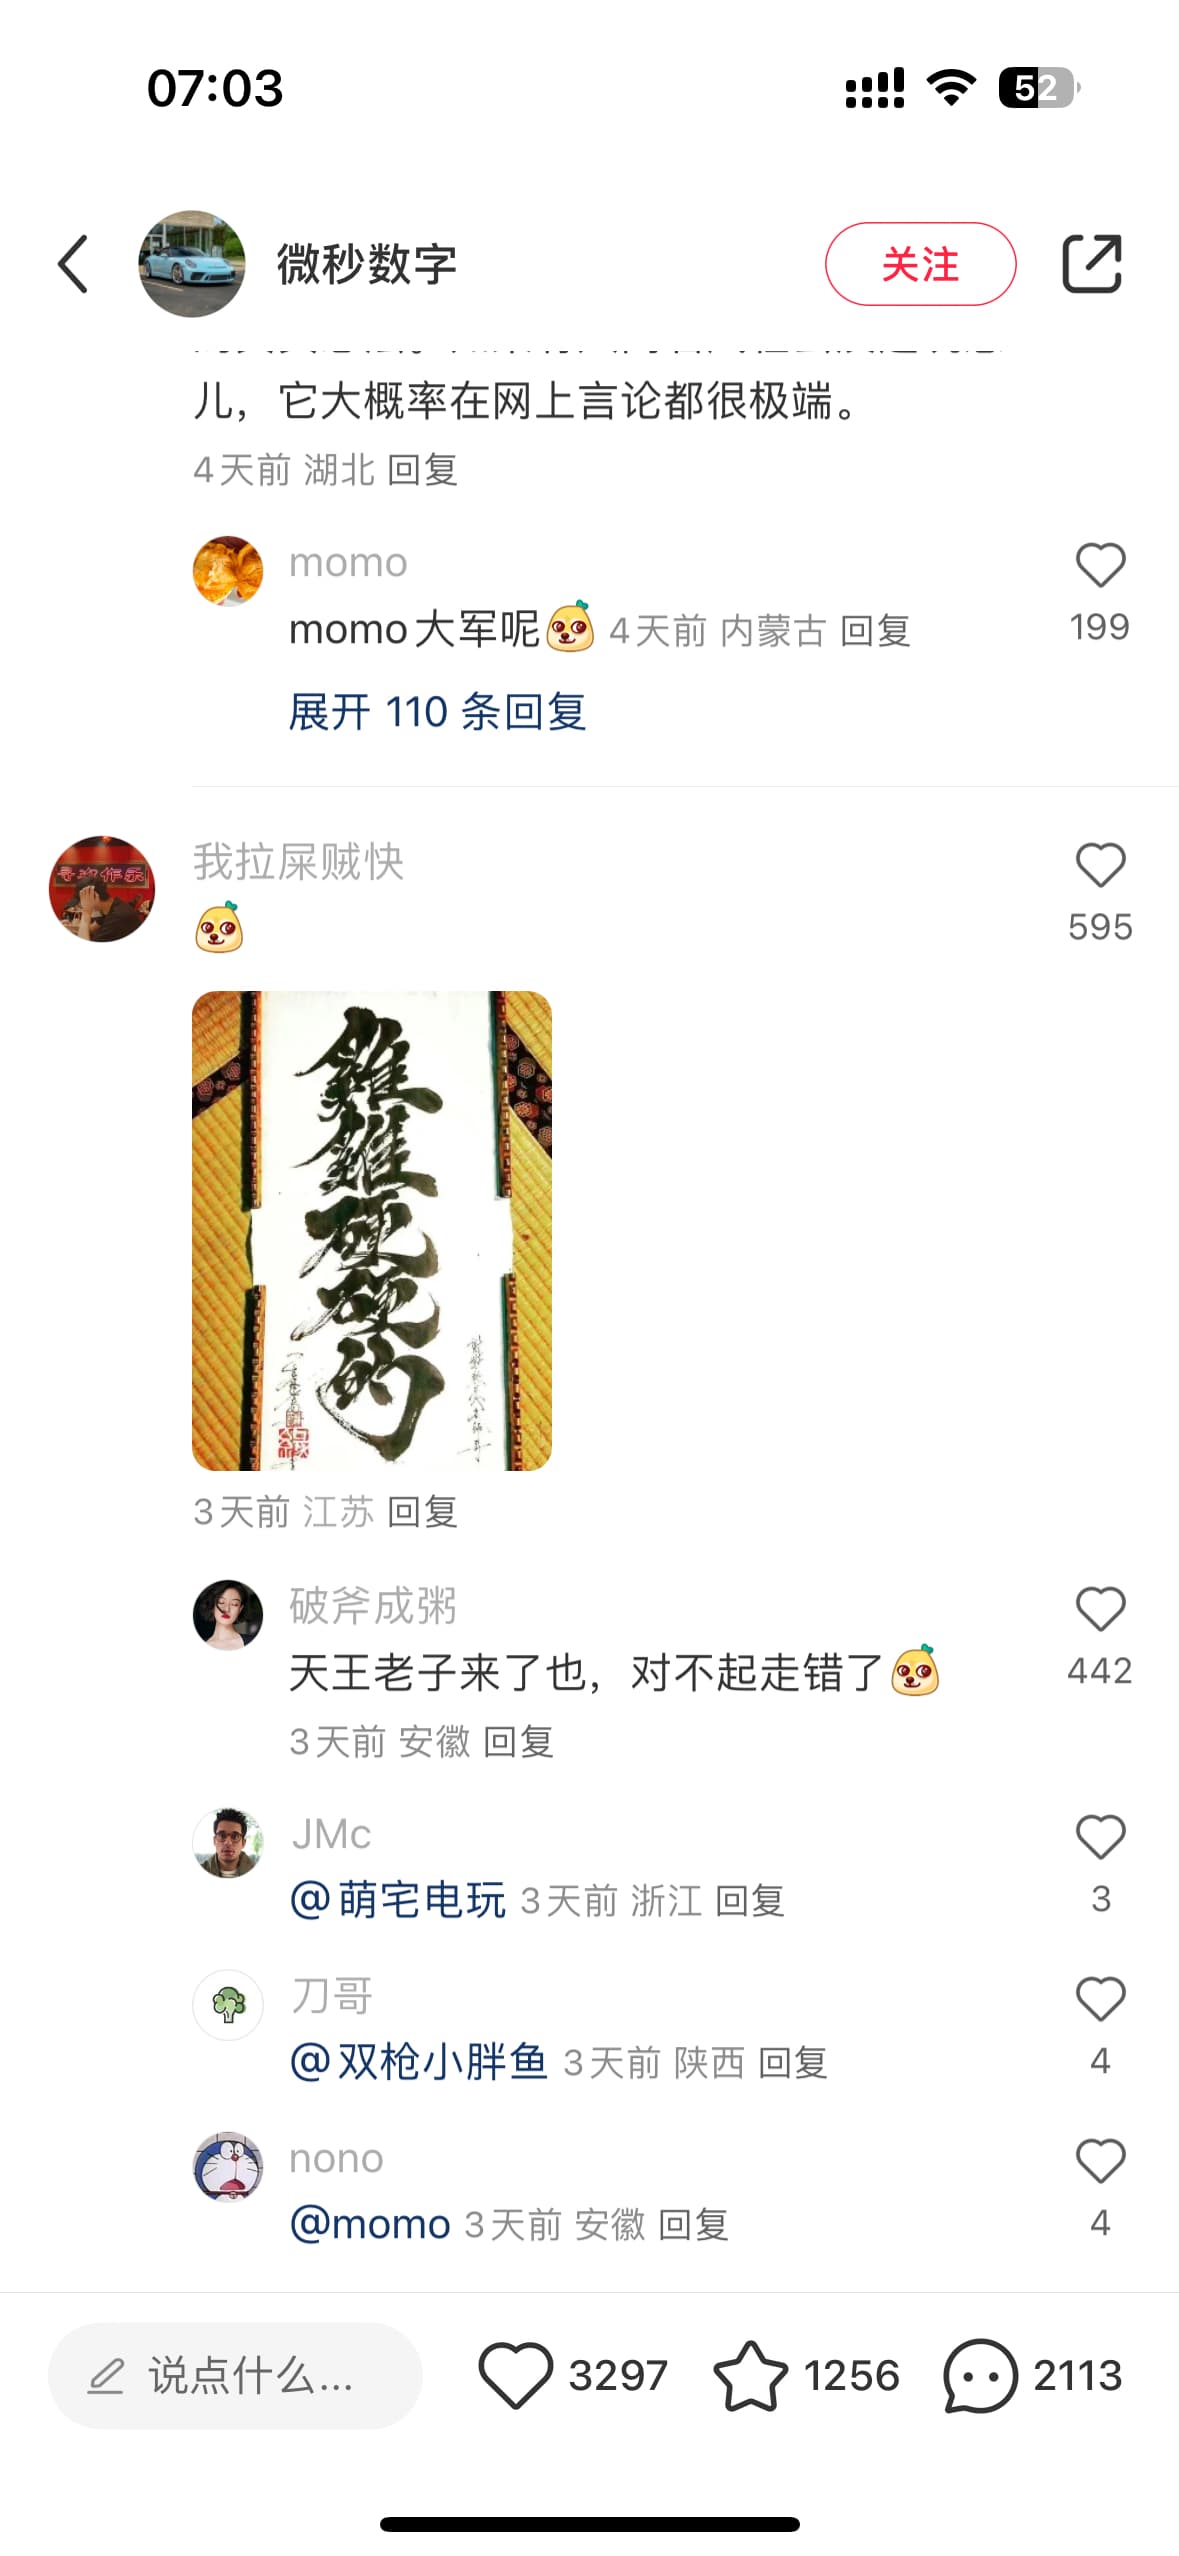 07:03
52
微秒数字
关注
儿，它大概率在网上言论都很极端。
4天前 湖北 回复
momo
momo大军呢 4天前 内蒙古 回复
199
展开 110 条回复
我拉屎贼快
595
雞雞硬硬的
3天前 江苏 回复
破斧成粥
天王老子来了也，对不起走错了
442
3天前 安徽 回复
JMc
@萌宅电玩 3天前 浙江 回复
3
刀哥
@双枪小胖鱼 3天前 陕西 回复
4
nono
@momo 3天前 安徽 回复
4
说点什么...
3297
1256
2113